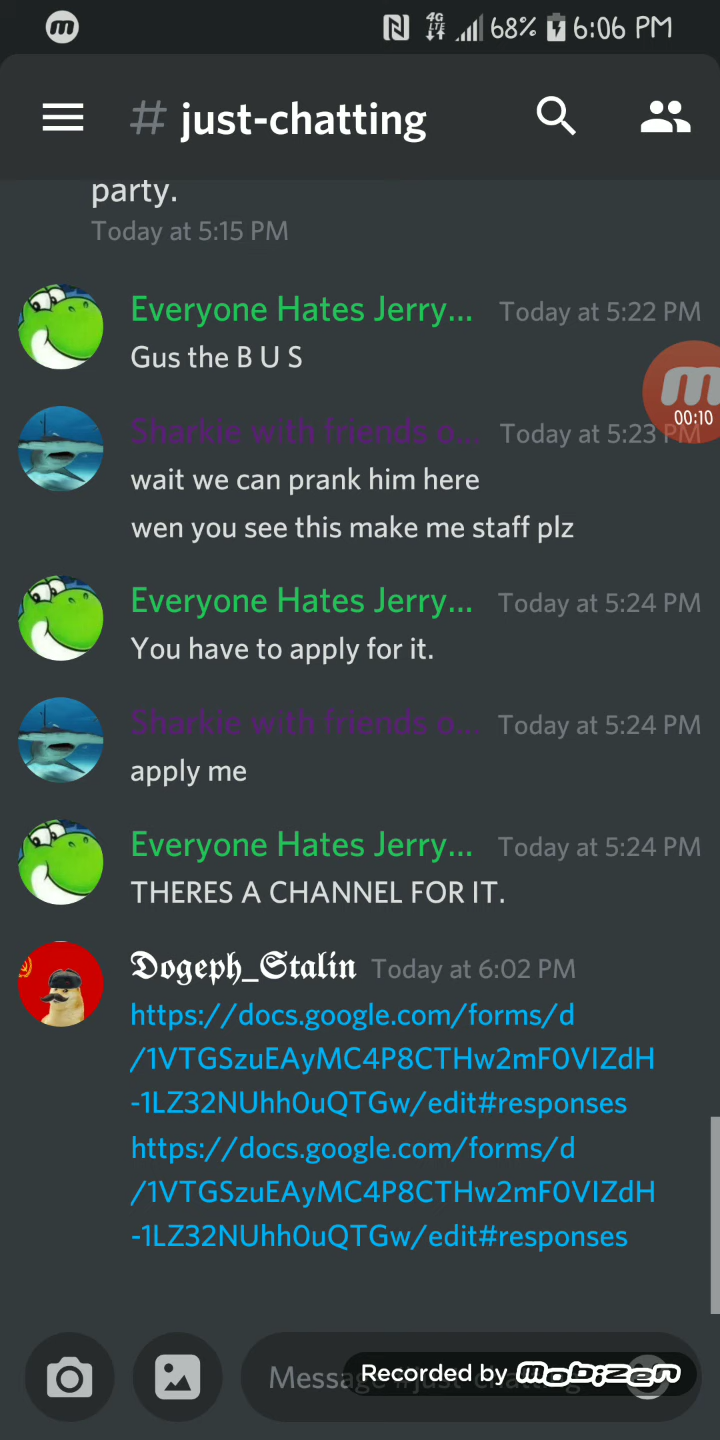 68% 6:06 PM
# just-chatting
party.
Today at 5:15 PM
Everyone Hates Jerry... Today at 5:22 PM
Gus the B U S
00:10
Sharkie with friends o... Today at 5:23 PM
wait we can prank him here
wen you see this make me staff plz
Everyone Hates Jerry... Today at 5:24 PM
You have to apply for it.
Sharkie with friends o... Today at 5:24 PM
apply me
Everyone Hates Jerry... Today at 5:24 PM
THERES A CHANNEL FOR IT.
𝕯ogeph_Stalin Today at 6:02 PM
https://docs.google.com/forms/d
/1VTGSzuEAyMC4P8CTHw2mF0VIZdH
-1LZ32NUhh0uQTGw/edit#responses
https://docs.google.com/forms/d
/1VTGSzuEAyMC4P8CTHw2mF0VIZdH
-1LZ32NUhh0uQTGw/edit#responses
Message #just-chatting
Recorded by mobizen